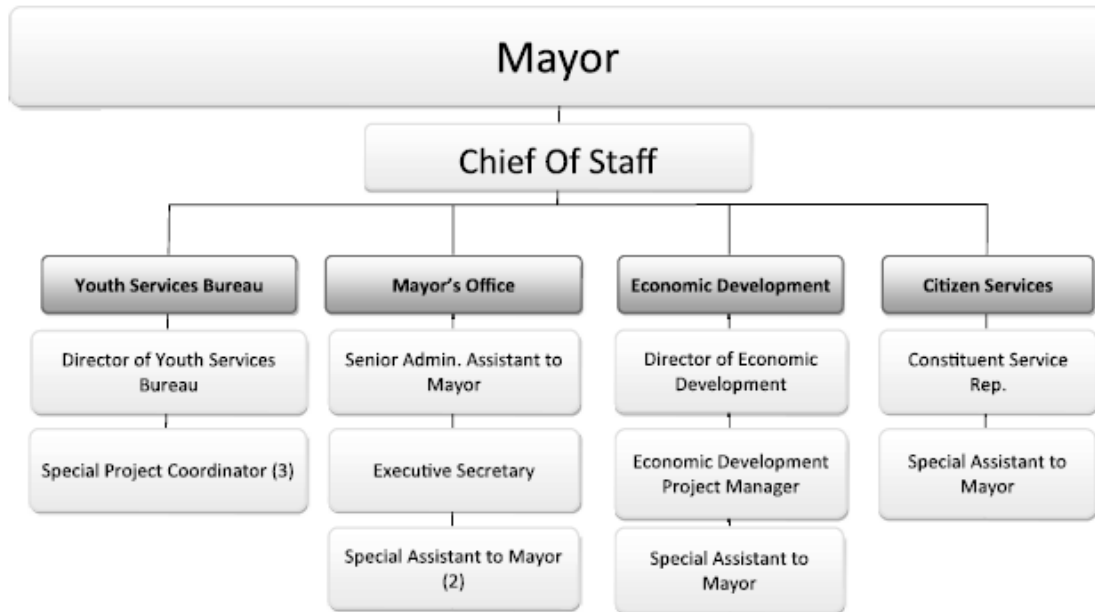 Mayor
Chief Of Staff
Youth Services Bureau
Mayor’s Office
Economic Development
Citizen Services
Director of Youth Services
Bureau
Senior Admin. Assistant to
Mayor
Director of Economic
Development
Constituent Service
Rep.
Special Project Coordinator (3)
Executive Secretary
Economic Development
Project Manager
Special Assistant to
Mayor
Special Assistant to Mayor
(2)
Special Assistant to
Mayor